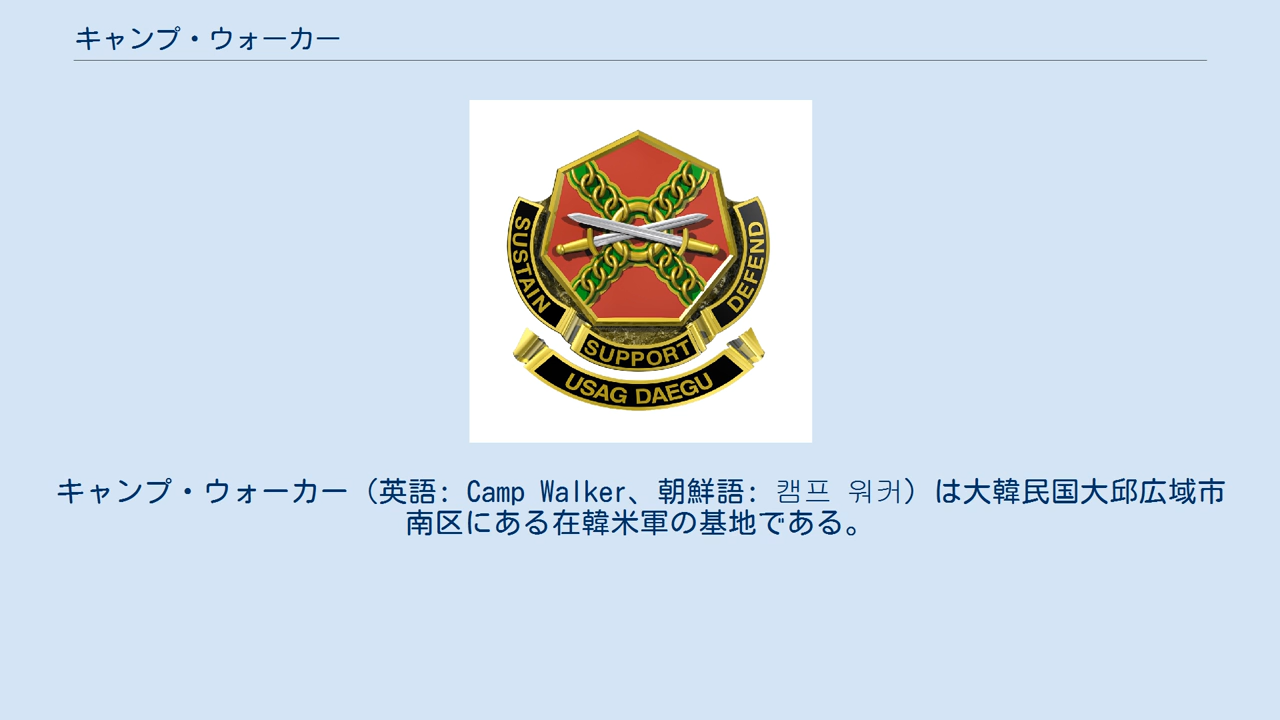 キャンプ・ウォーカー
SUSTAIN
DEFEND
SUPPORT
USAG DAEGU
キャンプ・ウォーカー（英語: Camp Walker、朝鮮語: 캠프 워커）は大韓民国大邱広域市
南区にある在韓米軍の基地である。